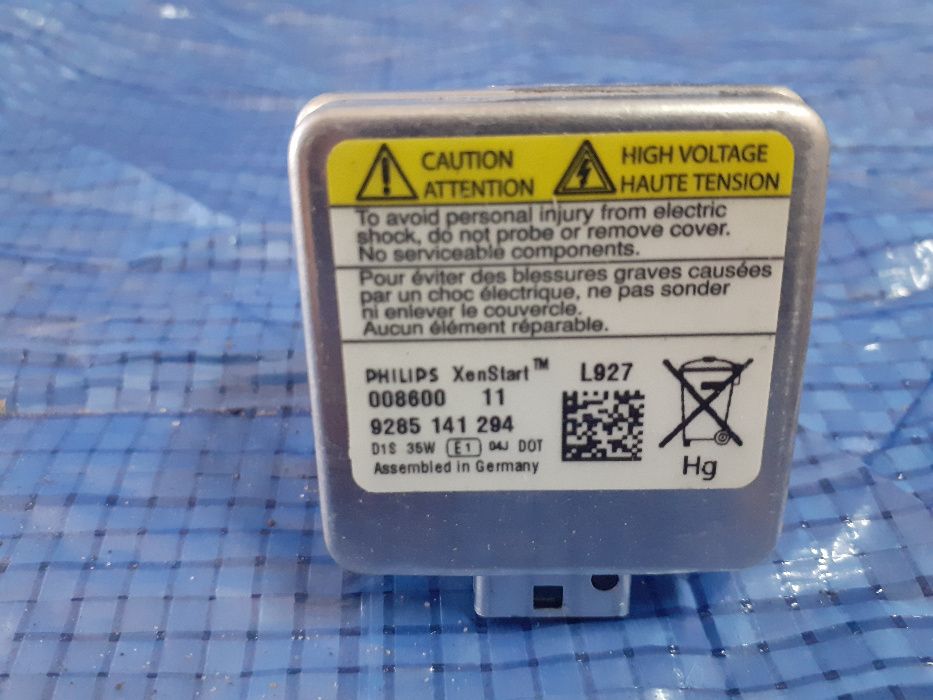 CAUTION
ATTENTION
HIGH VOLTAGE
HAUTE TENSION
To avoid personal injury from electric
shock, do not probe or remove cover.
No serviceable components.
Pour éviter des blessures graves causées
par un choc électrique, ne pas sonder
ni enlever le couvercle.
Aucun élément réparable.
PHILIPS XenStart™ L927
008600 11
9285 141 294
D1S 35W E1 04J DOT
Assembled in Germany
Hg